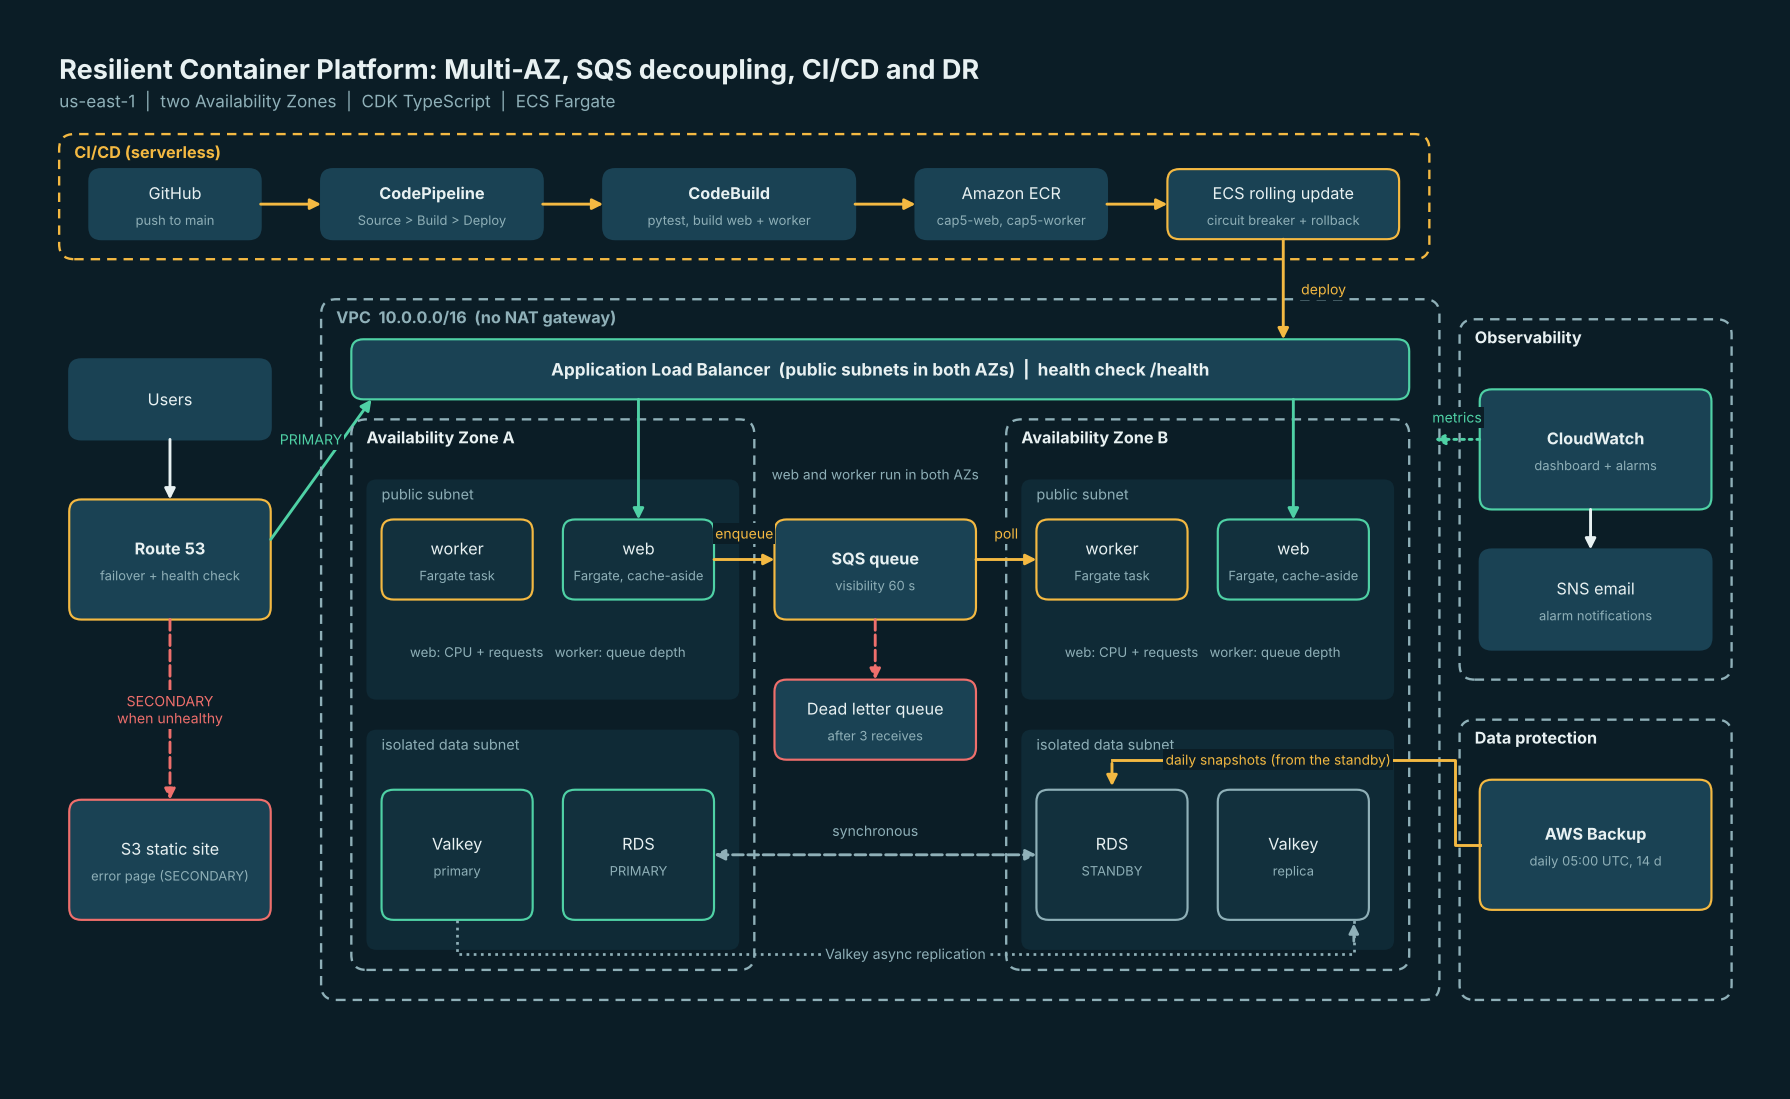 Resilient Container Platform: Multi-AZ, SQS decoupling, CI/CD and DR
us-east-1 | two Availability Zones | CDK TypeScript | ECS Fargate
CI/CD (serverless)
GitHub
push to main
CodePipeline
Source > Build > Deploy
CodeBuild
pytest, build web + worker
Amazon ECR
cap5-web, cap5-worker
ECS rolling update
circuit breaker + rollback
deploy
VPC 10.0.0.0/16 (no NAT gateway)
Application Load Balancer (public subnets in both AZs) | health check /health
Users
PRIMARY
Route 53
failover + health check
SECONDARY
when unhealthy
S3 static site
error page (SECONDARY)
Availability Zone A
public subnet
worker
Fargate task
web
Fargate, cache-aside
web: CPU + requests worker: queue depth
isolated data subnet
Valkey
primary
RDS
PRIMARY
web and worker run in both AZs
enqueue
SQS queue
visibility 60 s
poll
Dead letter queue
after 3 receives
synchronous
Valkey async replication
Availability Zone B
public subnet
worker
Fargate task
web
Fargate, cache-aside
web: CPU + requests worker: queue depth
isolated data subnet
daily snapshots (from the standby)
RDS
STANDBY
Valkey
replica
Observability
metrics
CloudWatch
dashboard + alarms
SNS email
alarm notifications
Data protection
AWS Backup
daily 05:00 UTC, 14 d